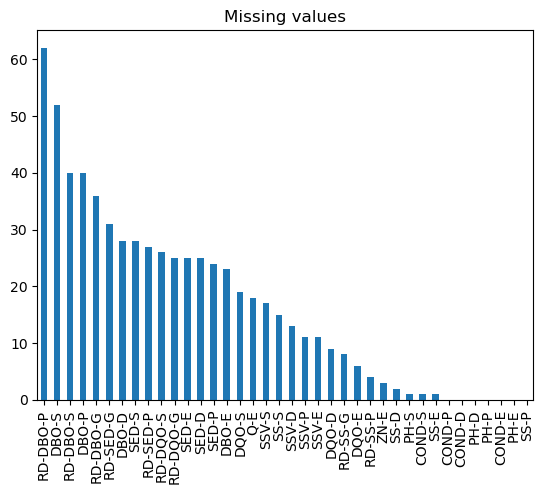 Missing values
60
50
40
30
20
10
0
RD-DBO-P
DBO-S
RD-DBO-S
DBO-P
RD-DBO-G
RD-SED-G
DBO-D
SED-S
RD-SED-P
RD-DQO-S
RD-DQO-G
SED-E
SED-D
SED-P
DBO-E
DQO-S
Q-E
SSV-S
SS-S
SSV-D
SSV-P
SSV-E
DQO-D
RD-SS-G
DQO-E
RD-SS-P
ZN-E
SS-D
PH-S
COND-S
SS-E
COND-P
COND-D
PH-D
PH-P
COND-E
PH-E
SS-P